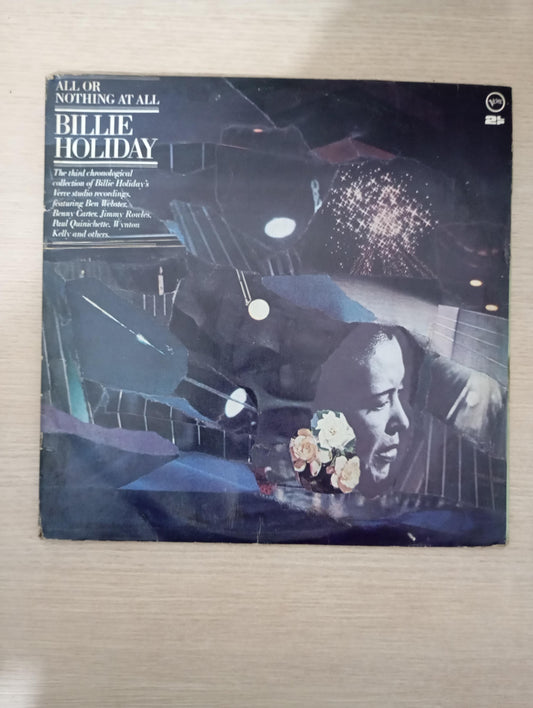 ALL OR
NOTHING AT ALL
BILLIE
HOLIDAY
The third chronological
collection of Billie Holiday's
Verve studio recordings,
featuring Ben Webster,
Benny Carter, Jimmy Rowles,
Paul Quinichette, Wynton
Kelly and others.
Verve